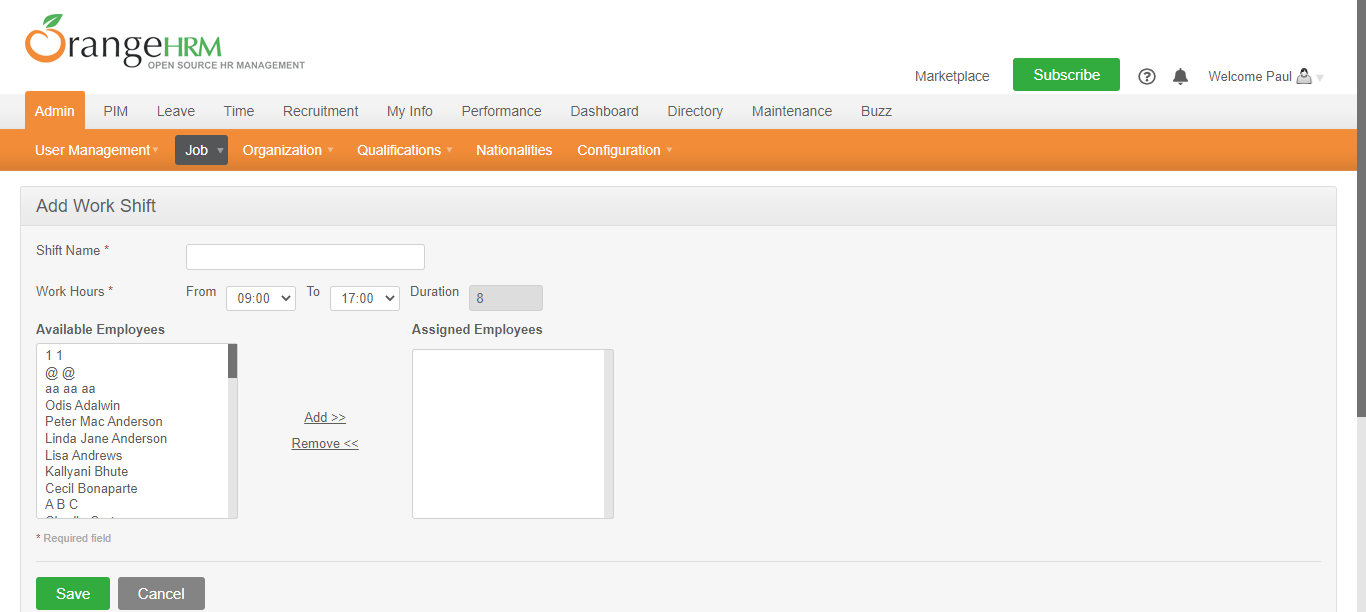 OrangeHRM
OPEN SOURCE HR MANAGEMENT
Marketplace Subscribe Welcome Paul
Admin PIM Leave Time Recruitment My Info Performance Dashboard Directory Maintenance Buzz
User Management Job Organization Qualifications Nationalities Configuration
Add Work Shift
Shift Name *
Work Hours * From 09:00 To 17:00 Duration 8
Available Employees Assigned Employees
1 1
@ @
aa aa aa
Odis Adalwin
Peter Mac Anderson
Linda Jane Anderson
Lisa Andrews
Kallyani Bhute
Cecil Bonaparte
A B C
Add >>
Remove <<
* Required field
Save Cancel